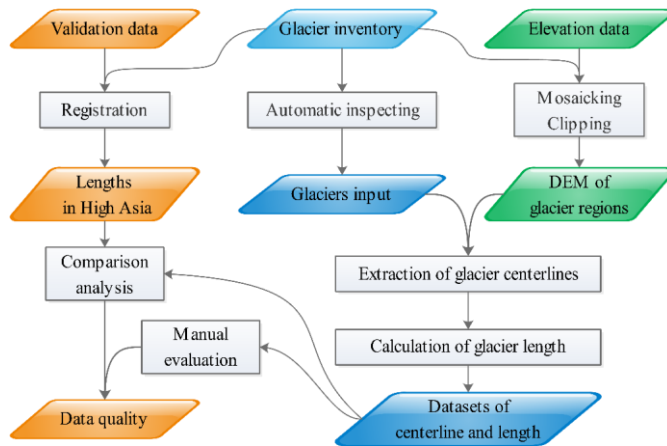 Validation data
Glacier inventory
Elevation data
Registration
Automatic inspecting
Mosaicking
Clipping
Lengths
in High Asia
Glaciers input
DEM of
glacier regions
Comparison
analysis
Extraction of glacier centerlines
Manual
evaluation
Calculation of glacier length
Data quality
Datasets of
centerline and length